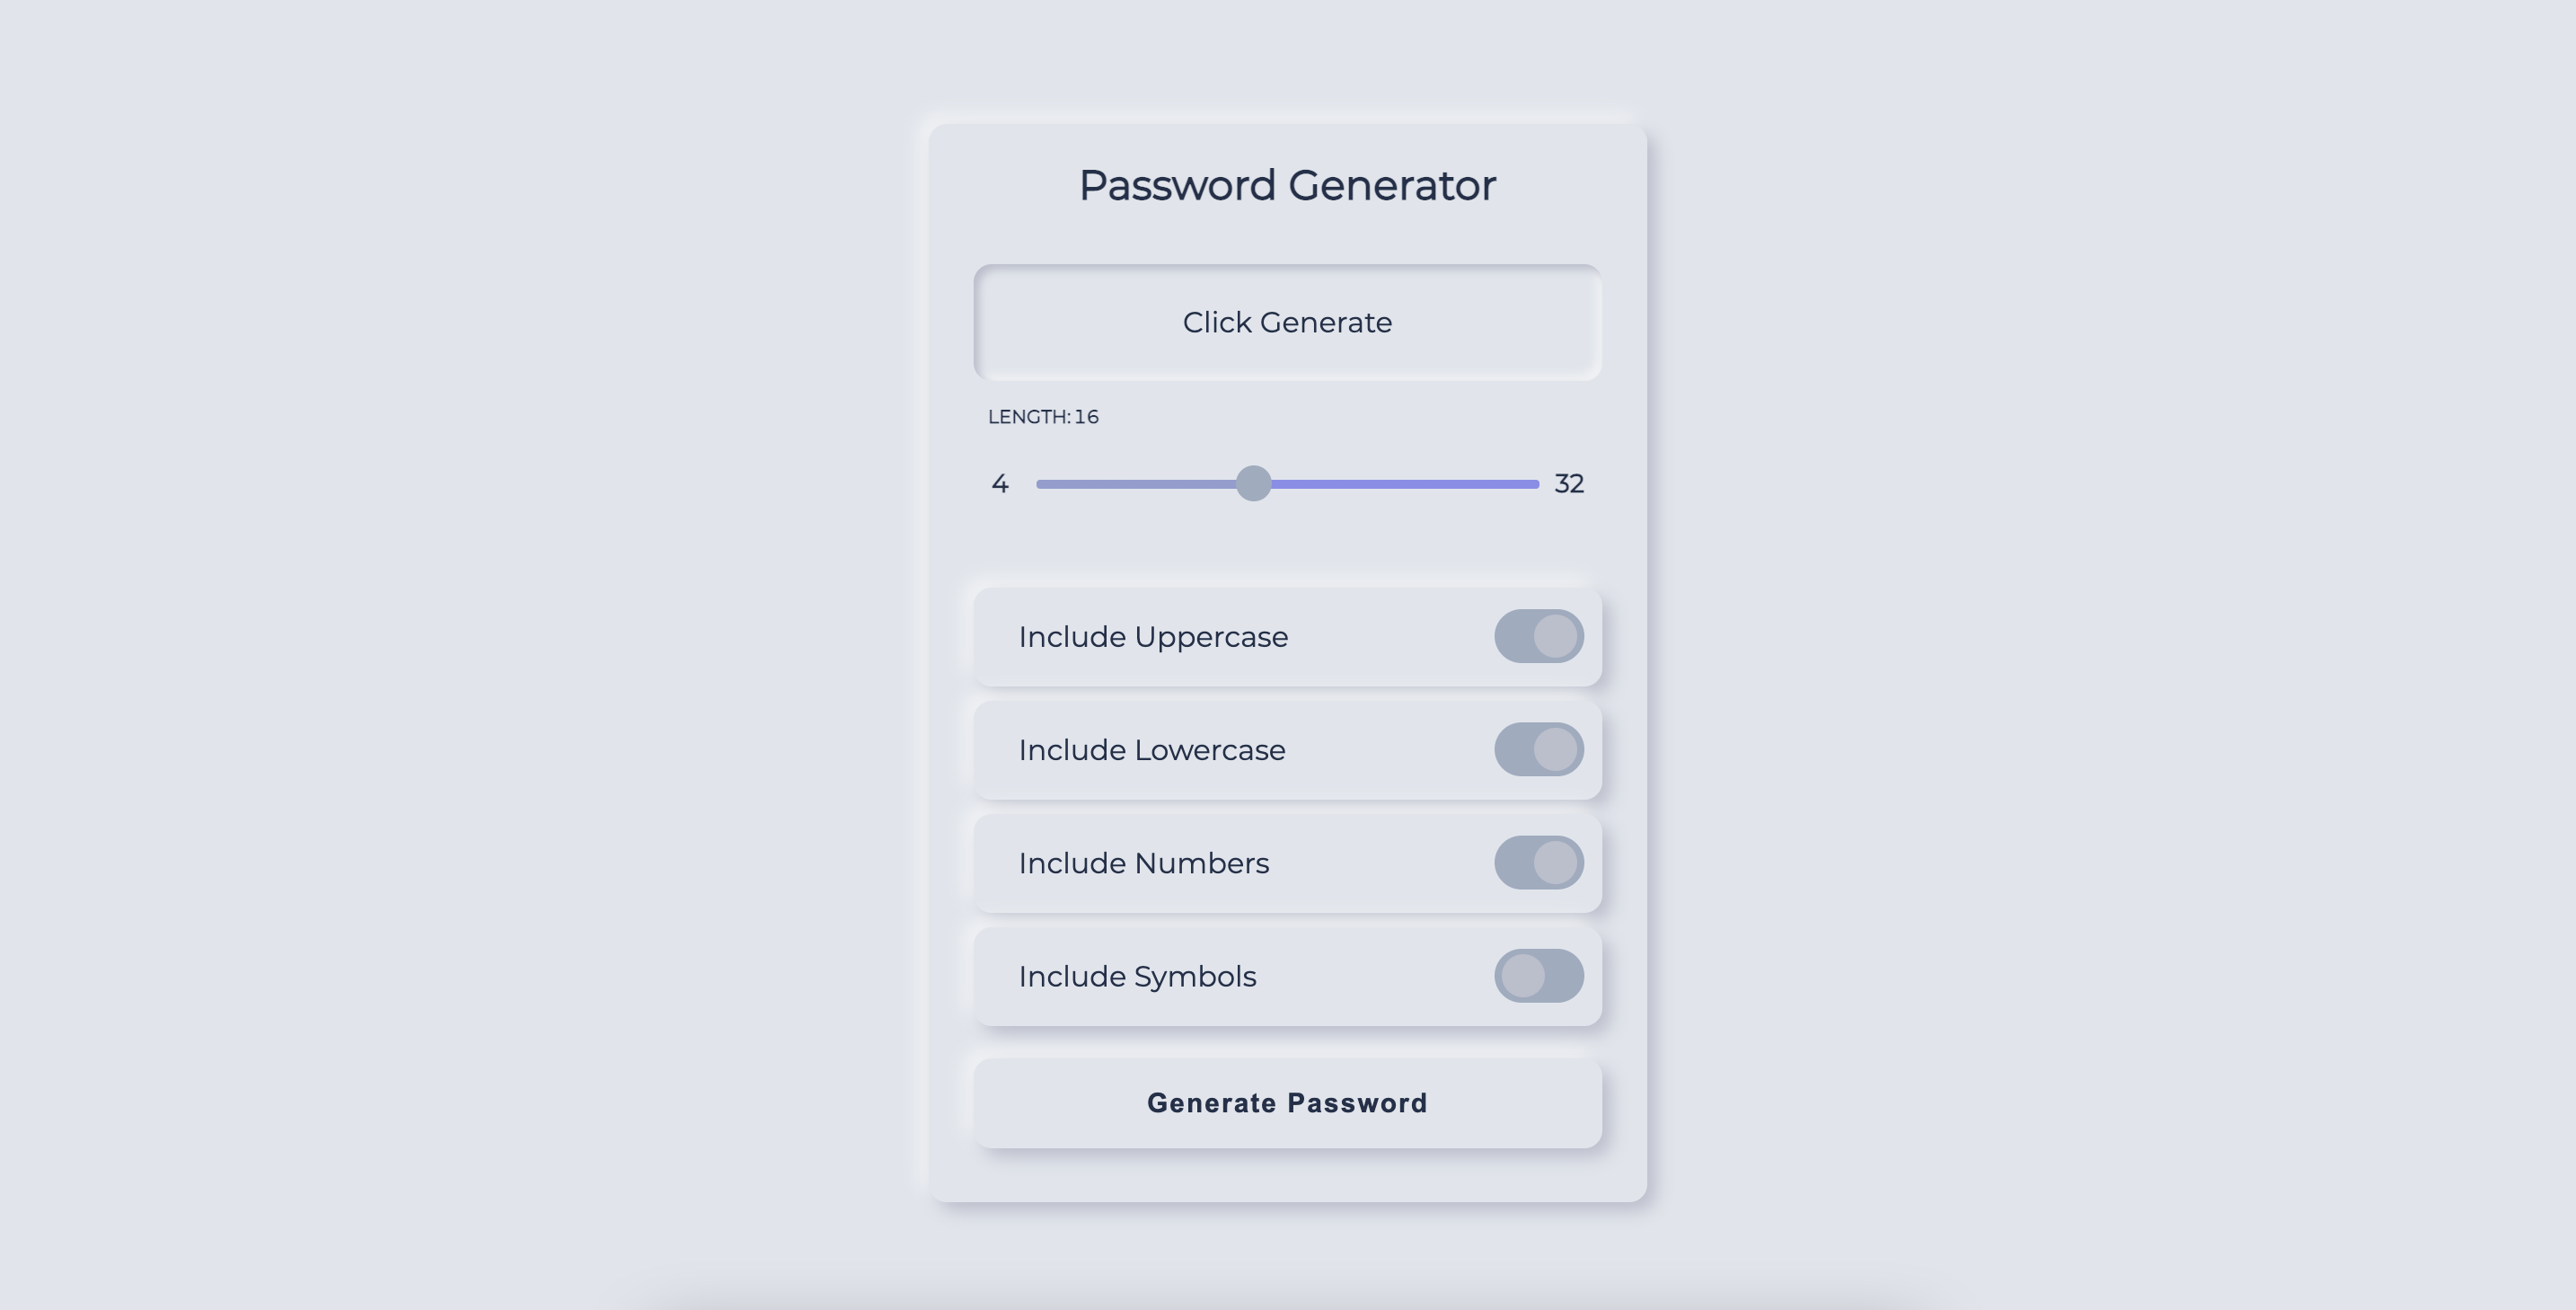 Password Generator
Click Generate
LENGTH: 16
4 32
Include Uppercase
Include Lowercase
Include Numbers
Include Symbols
Generate Password